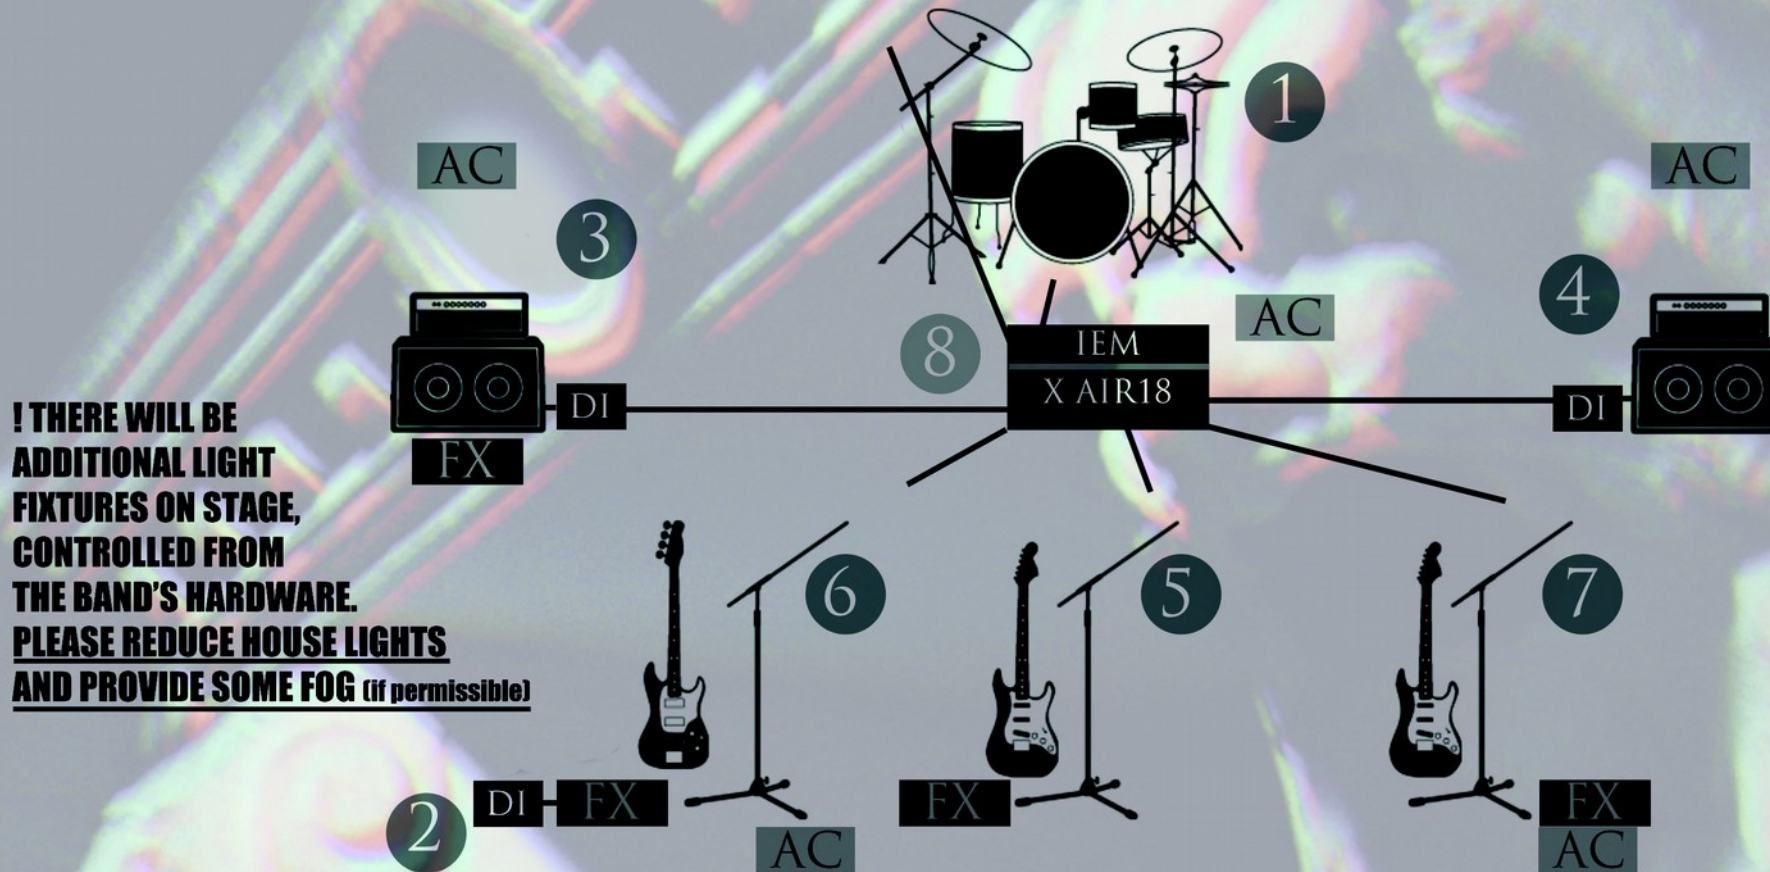 1
AC
AC
3
4
8
AC
IEM
X AIR18
DI
DI
FX
! THERE WILL BE
ADDITIONAL LIGHT
FIXTURES ON STAGE,
CONTROLLED FROM
THE BAND'S HARDWARE.
PLEASE REDUCE HOUSE LIGHTS
AND PROVIDE SOME FOG (if permissible)
6
5
7
2
DI
FX
FX
FX
AC
AC